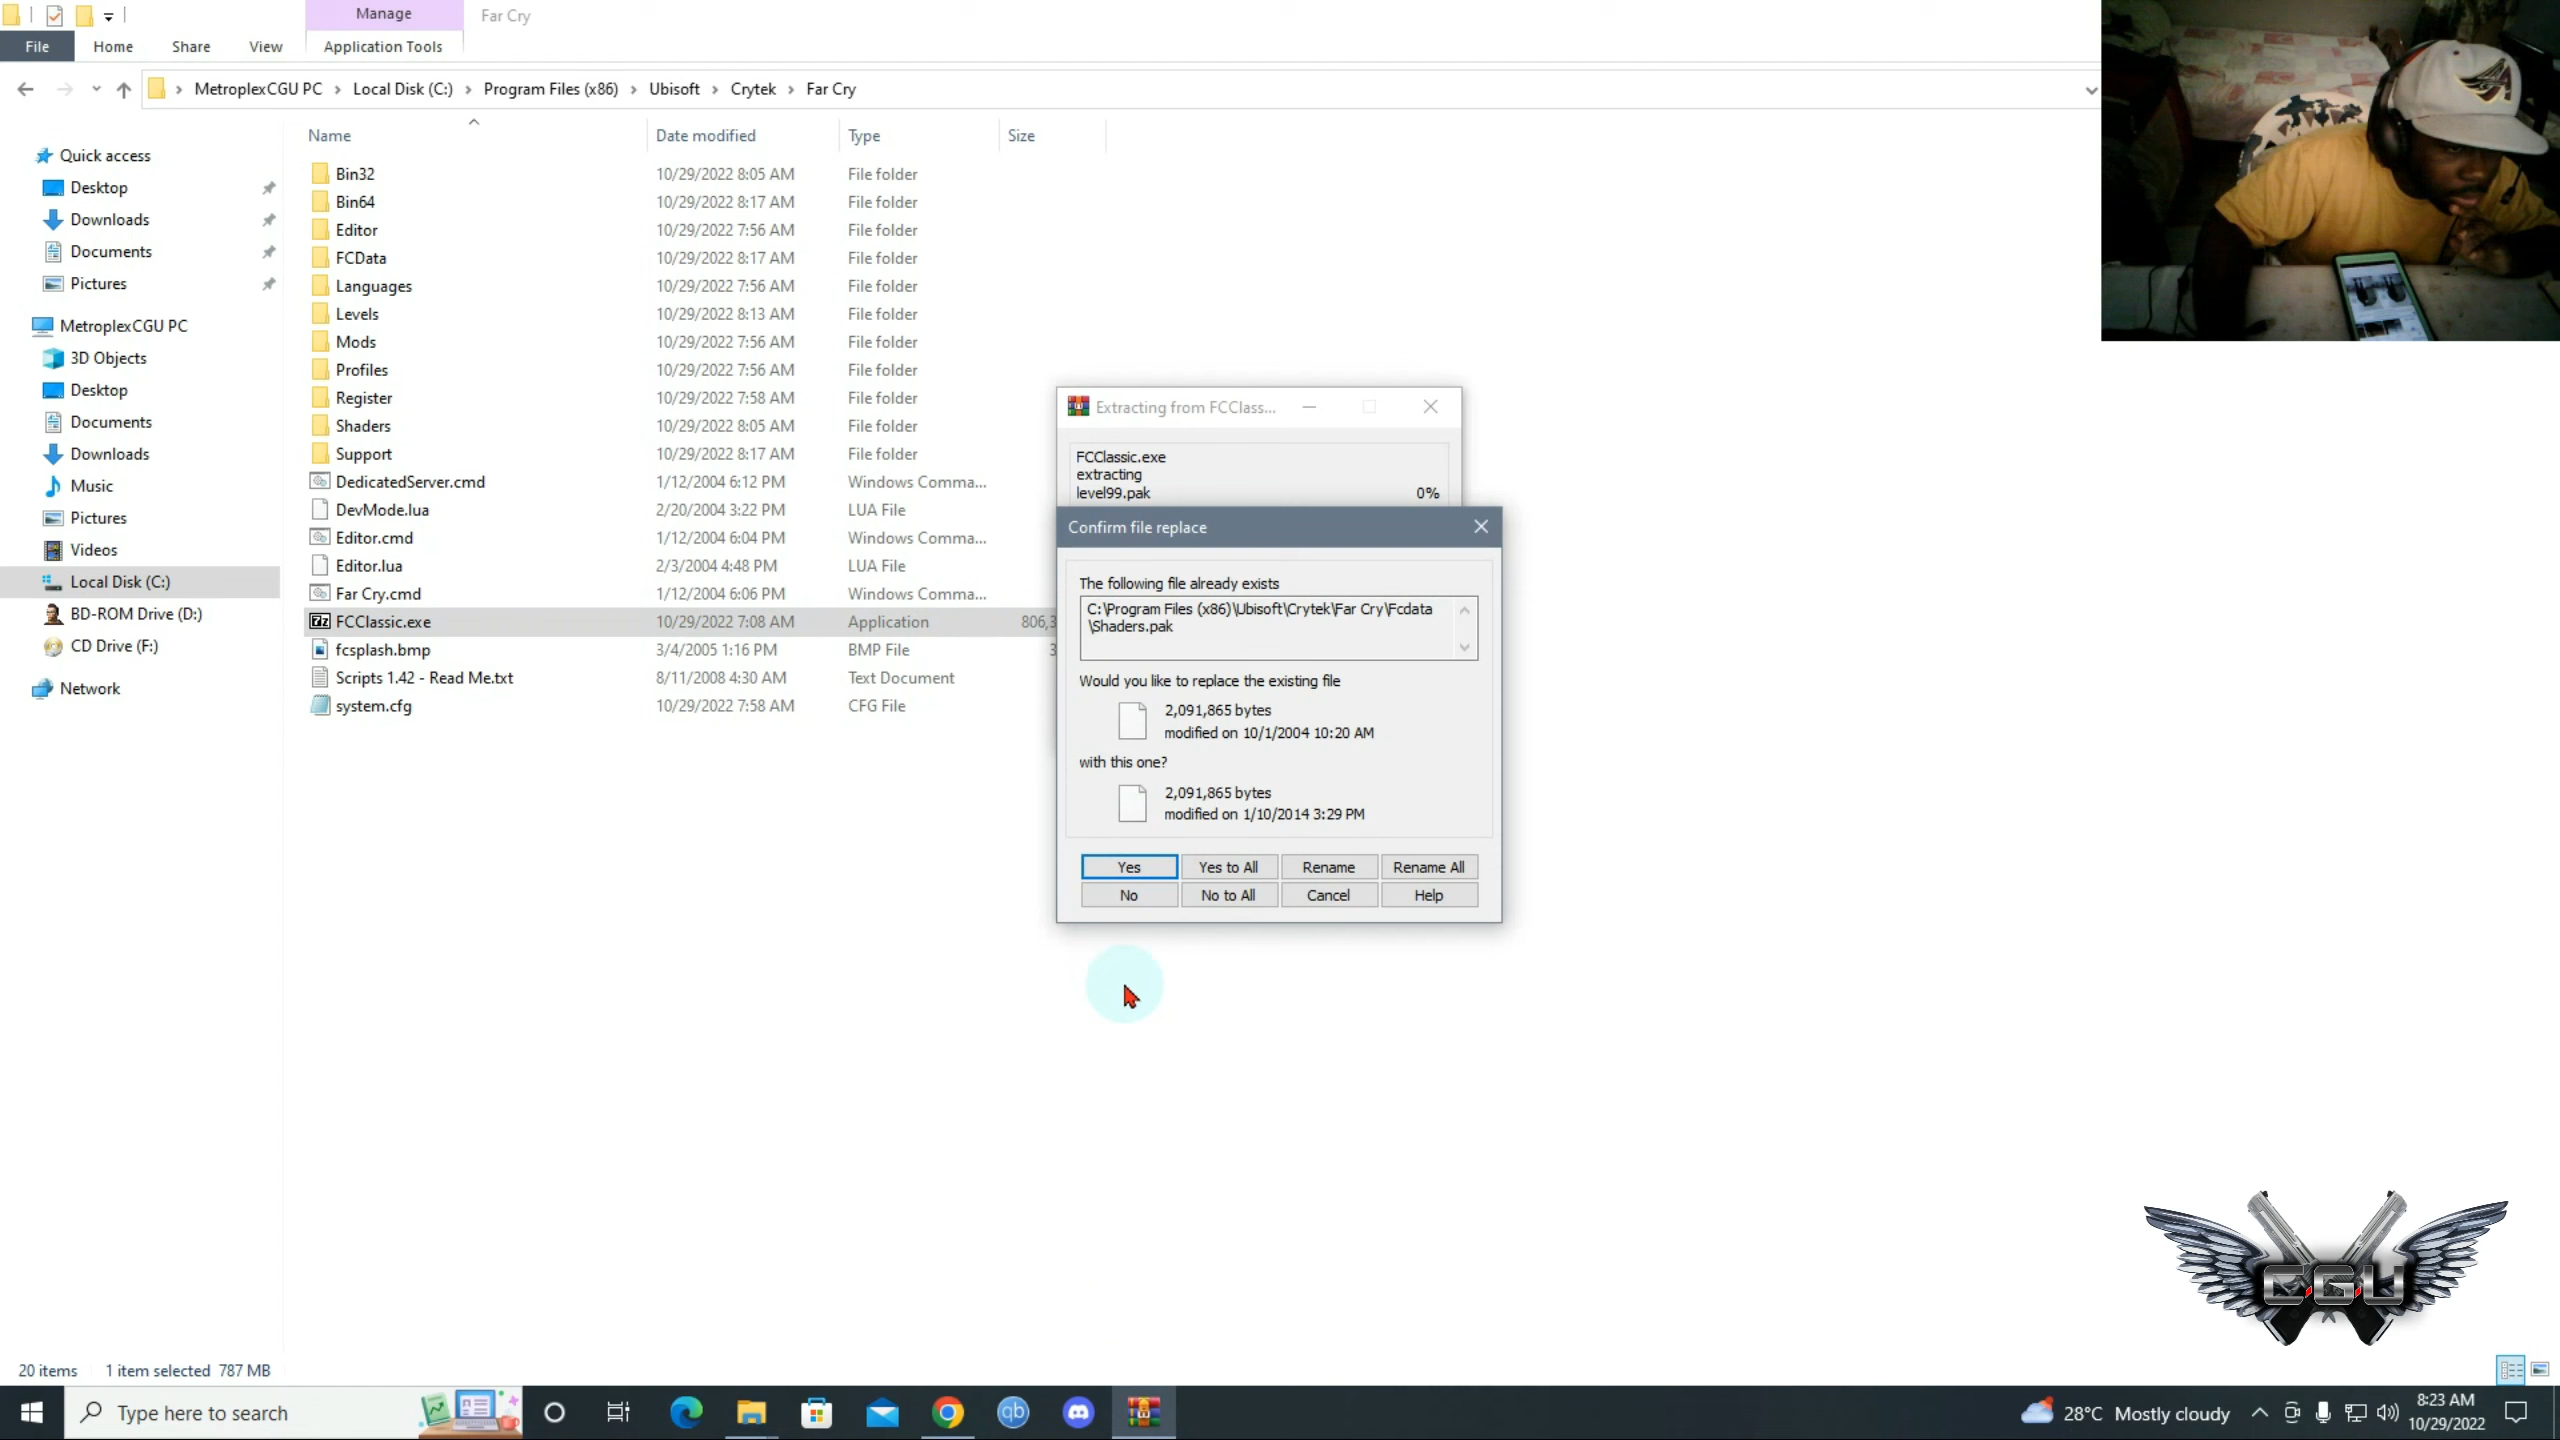 Manage
Far Cry
File
Home
Share
View
Application Tools
MetroplexCGU PC
Local Disk (C:)
Program Files (x86)
Ubisoft
Crytek
Far Cry
Name
Date modified
Type
Size
Quick access
Desktop
Downloads
Documents
Pictures
MetroplexCGU PC
3D Objects
Desktop
Documents
Downloads
Music
Pictures
Videos
Local Disk (C:)
BD-ROM Drive (D:)
CD Drive (F:)
Network
Bin32 10/29/2022 8:05 AM File folder
Bin64 10/29/2022 8:17 AM File folder
Editor 10/29/2022 7:56 AM File folder
FCData 10/29/2022 8:17 AM File folder
Languages 10/29/2022 7:56 AM File folder
Levels 10/29/2022 8:13 AM File folder
Mods 10/29/2022 7:56 AM File folder
Profiles 10/29/2022 7:56 AM File folder
Register 10/29/2022 7:58 AM File folder
Shaders 10/29/2022 8:05 AM File folder
Support 10/29/2022 8:17 AM File folder
DedicatedServer.cmd 1/12/2004 6:12 PM Windows Comma...
DevMode.lua 2/20/2004 3:22 PM LUA File
Editor.cmd 1/12/2004 6:04 PM Windows Comma...
Editor.lua 2/3/2004 4:48 PM LUA File
Far Cry.cmd 1/12/2004 6:06 PM Windows Comma...
FCClassic.exe 10/29/2022 7:08 AM Application 806,3
fcsplash.bmp 3/4/2005 1:16 PM BMP File 3
Scripts 1.42 - Read Me.txt 8/11/2008 4:30 AM Text Document
system.cfg 10/29/2022 7:58 AM CFG File
Extracting from FCClass...
FCClassic.exe
extracting
level99.pak 0%
Confirm file replace
The following file already exists
C:\Program Files (x86)\Ubisoft\Crytek\Far Cry\Fcdata
\Shaders.pak
Would you like to replace the existing file
2,091,865 bytes
modified on 10/1/2004 10:20 AM
with this one?
2,091,865 bytes
modified on 1/10/2014 3:29 PM
Yes
Yes to All
Rename
Rename All
No
No to All
Cancel
Help
CGU
20 items
1 item selected 787 MB
Type here to search
qb
28°C Mostly cloudy
8:23 AM
10/29/2022